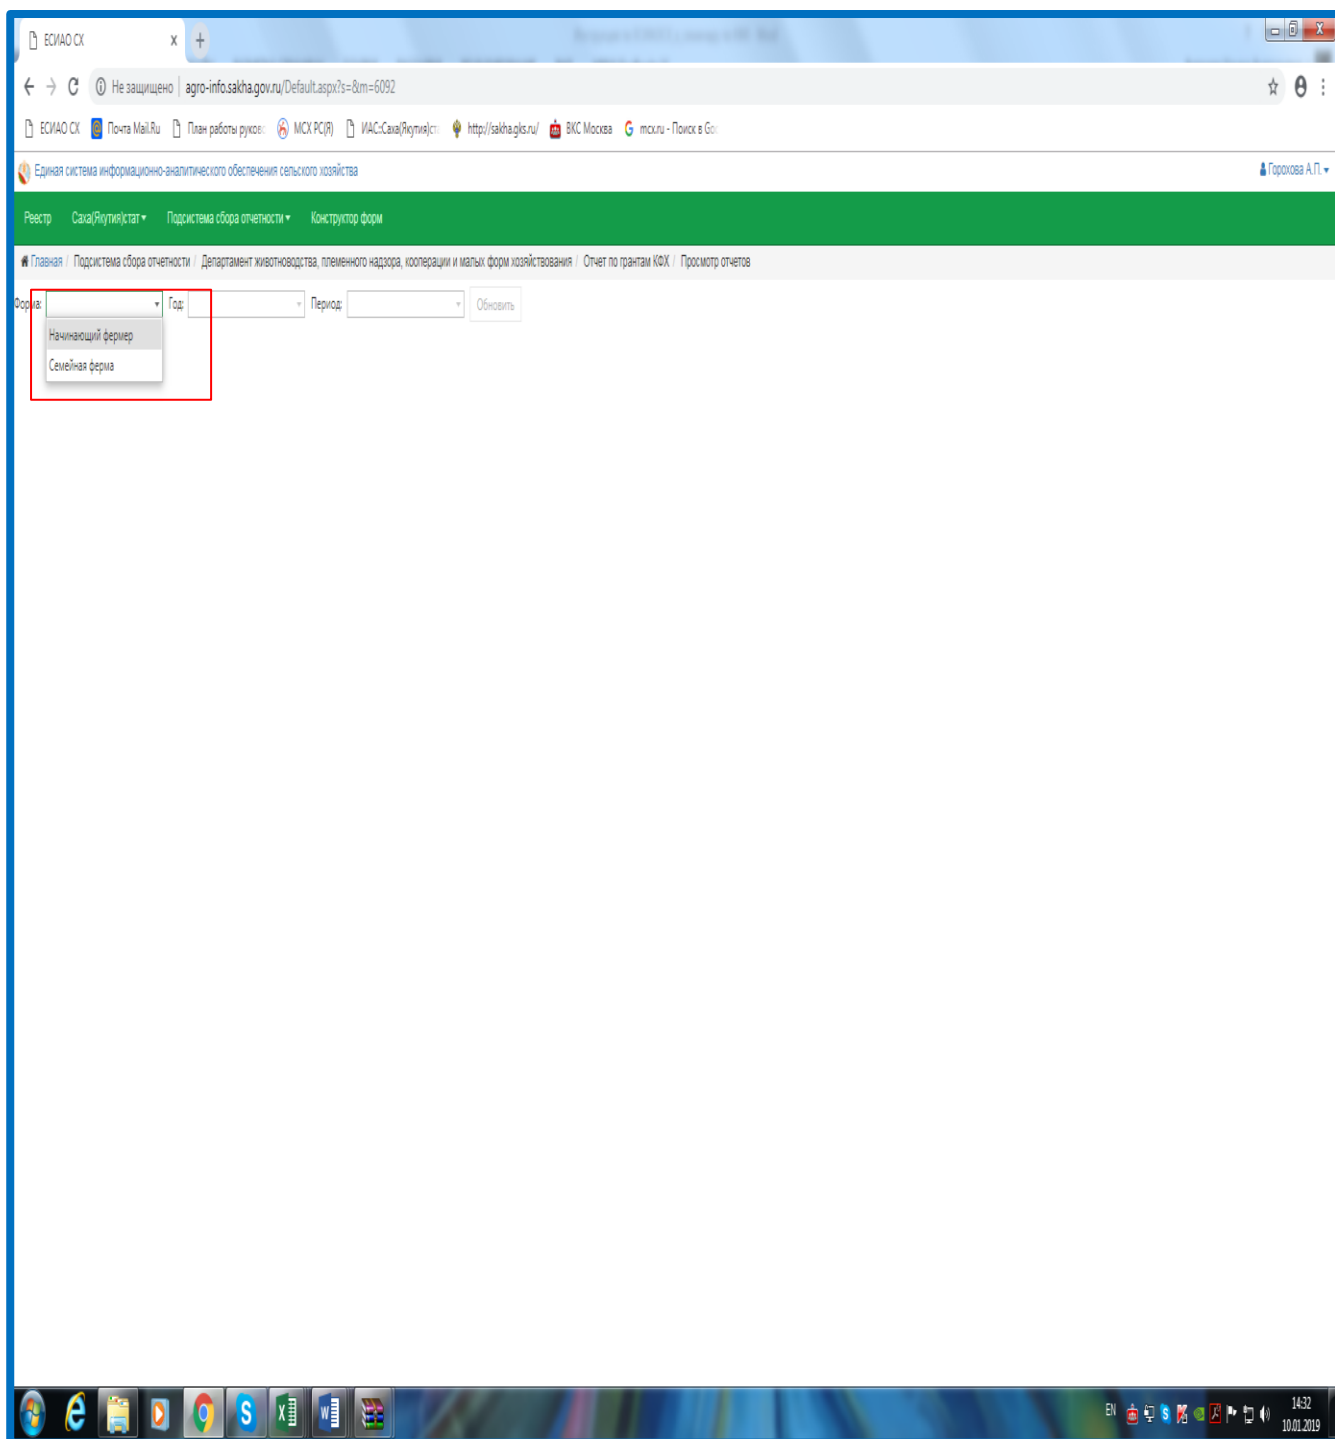 ЕСИАО СХ
Не защищено | agro-info.sakha.gov.ru/Default.aspx?s=&m=6092
ЕСИАО СХ Почта Mail.Ru План работы руков МСХ РС(Я) ИАС:Саха(Якутия)ст http://sakha.gks.ru/ ВКС Москва mcx.ru - Поиск в Goo
Единая система информационно-аналитического обеспечения сельского хозяйства Горохова А.П.
Реестр Саха(Якутия)стат Подсистема сбора отчетности Конструктор форм
Главная / Подсистема сбора отчетности / Департамент животноводства, племенного надзора, кооперации и малых форм хозяйствования / Отчет по грантам КФХ / Просмотр отчетов
Форма: Год: Период: Обновить
Начинающий фермер
Семейная ферма
EN 14:32
10.01.2019